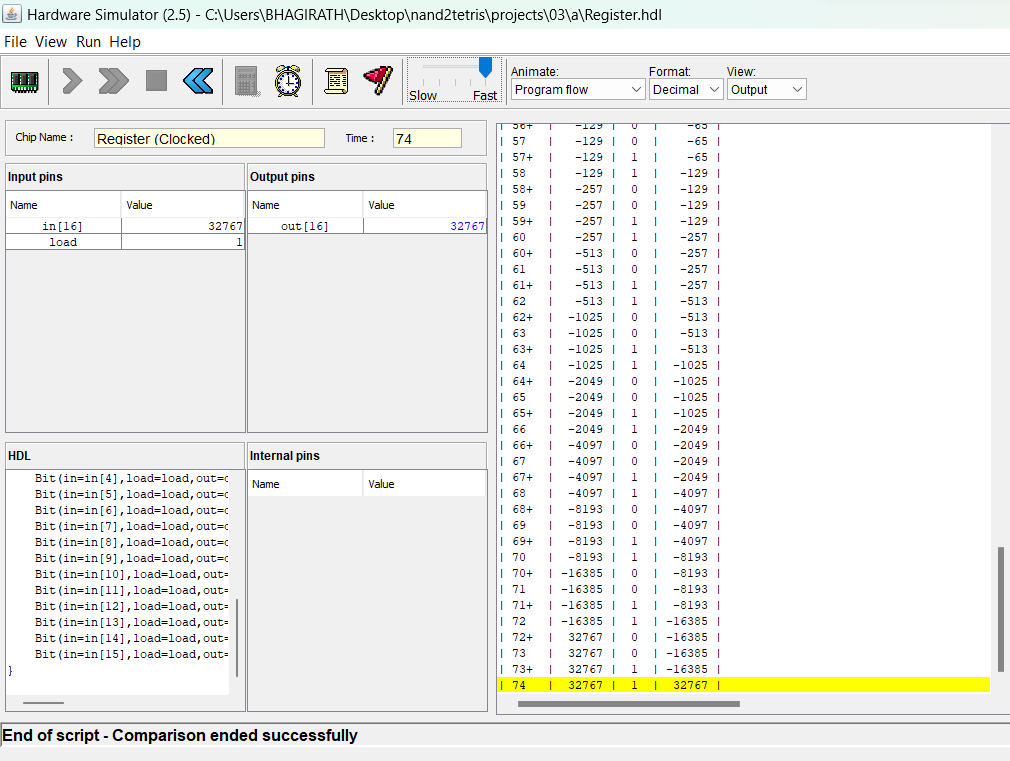 Hardware Simulator (2.5) - C:\Users\BHAGIRATH\Desktop\nand2tetris\projects\03\a\Register.hdl
File View Run Help
Slow Fast
Animate: Format: View:
Program flow Decimal Output
Chip Name : Register (Clocked) Time : 74
Input pins
Name Value
in[16] 32767
load 1
Output pins
Name Value
out[16] 32767
HDL
Bit(in=in[4],load=load,out=
Bit(in=in[5],load=load,out=
Bit(in=in[6],load=load,out=
Bit(in=in[7],load=load,out=
Bit(in=in[8],load=load,out=
Bit(in=in[9],load=load,out=
Bit(in=in[10],load=load,out=
Bit(in=in[11],load=load,out=
Bit(in=in[12],load=load,out=
Bit(in=in[13],load=load,out=
Bit(in=in[14],load=load,out=
Bit(in=in[15],load=load,out=
}
Internal pins
Name Value
| 56+ | -129 | 0 | -65 |
| 57 | -129 | 0 | -65 |
| 57+ | -129 | 1 | -65 |
| 58 | -129 | 1 | -129 |
| 58+ | -257 | 0 | -129 |
| 59 | -257 | 0 | -129 |
| 59+ | -257 | 1 | -129 |
| 60 | -257 | 1 | -257 |
| 60+ | -513 | 0 | -257 |
| 61 | -513 | 0 | -257 |
| 61+ | -513 | 1 | -257 |
| 62 | -513 | 1 | -513 |
| 62+ | -1025 | 0 | -513 |
| 63 | -1025 | 0 | -513 |
| 63+ | -1025 | 1 | -513 |
| 64 | -1025 | 1 | -1025 |
| 64+ | -2049 | 0 | -1025 |
| 65 | -2049 | 0 | -1025 |
| 65+ | -2049 | 1 | -1025 |
| 66 | -2049 | 1 | -2049 |
| 66+ | -4097 | 0 | -2049 |
| 67 | -4097 | 0 | -2049 |
| 67+ | -4097 | 1 | -2049 |
| 68 | -4097 | 1 | -4097 |
| 68+ | -8193 | 0 | -4097 |
| 69 | -8193 | 0 | -4097 |
| 69+ | -8193 | 1 | -4097 |
| 70 | -8193 | 1 | -8193 |
| 70+ | -16385 | 0 | -8193 |
| 71 | -16385 | 0 | -8193 |
| 71+ | -16385 | 1 | -8193 |
| 72 | -16385 | 1 | -16385 |
| 72+ | 32767 | 0 | -16385 |
| 73 | 32767 | 0 | -16385 |
| 73+ | 32767 | 1 | -16385 |
| 74 | 32767 | 1 | 32767 |
End of script - Comparison ended successfully